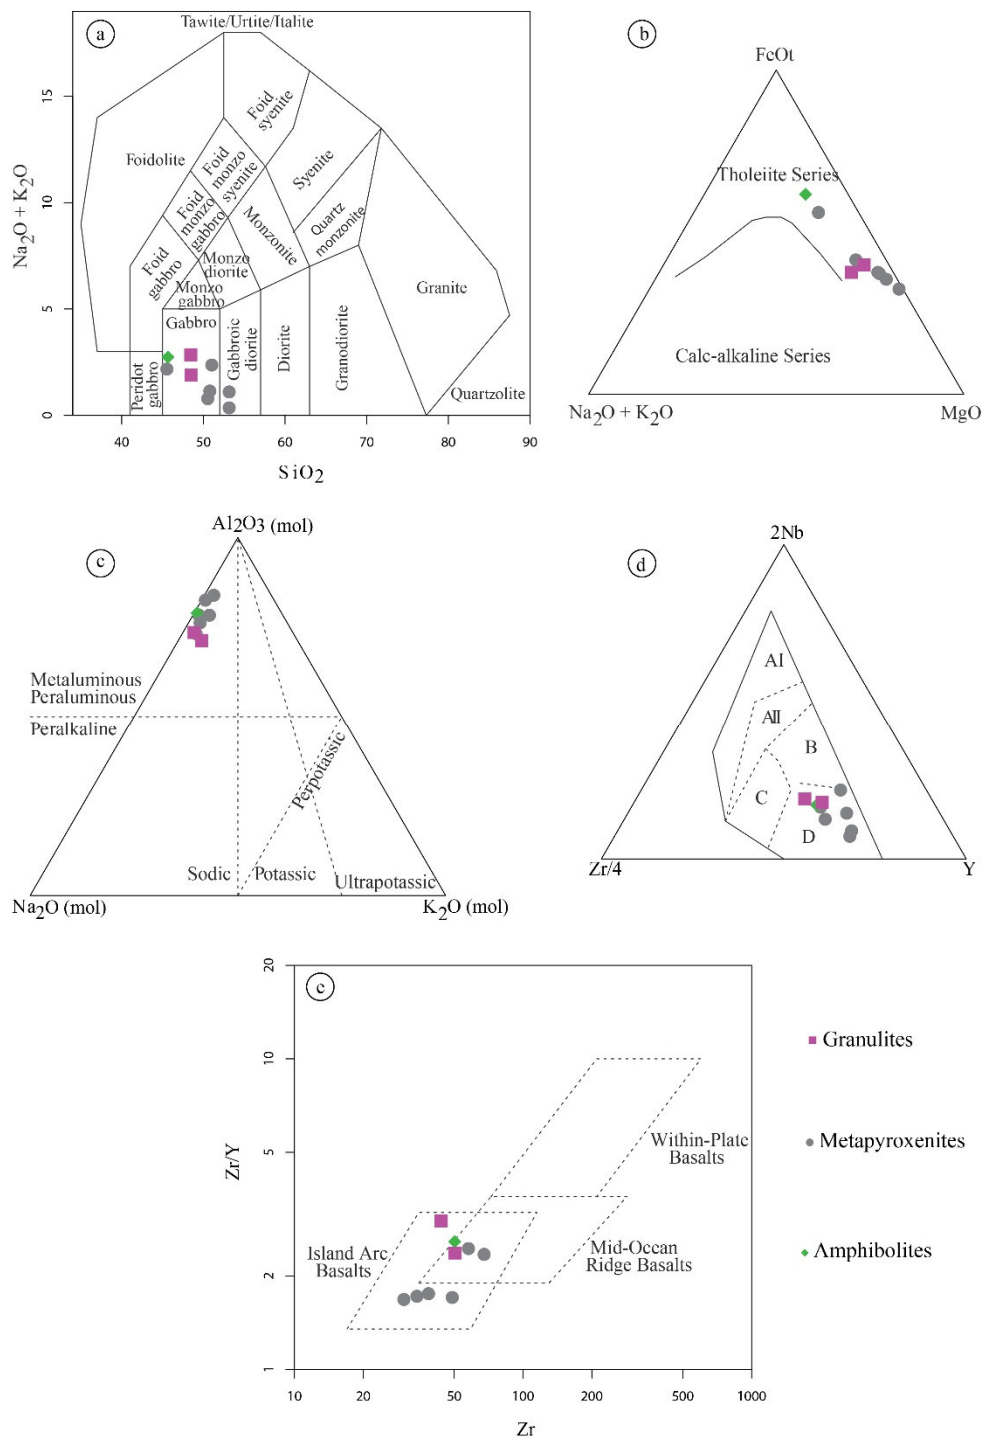 a
Tawite/Urtite/Italite
Na2O + K2O
15
10
5
0
Foidolite
Foid
syenite
Foid
monzo
syenite
Foid
monzo
gabbro
Foid
gabbro
Syenite
Quartz
monzonite
Monzonite
Monzo
diorite
Monzo
gabbro
Gabbro
Peridot
gabbro
Gabbroic
diorite
Diorite
Granodiorite
Granite
Quartzolite
40
50
60
70
80
90
SiO2
b
FeOt
Tholeiite Series
Calc-alkaline Series
Na2O + K2O
MgO
c
Al2O3 (mol)
Metaluminous
Peraluminous
Peralkaline
Perpotassic
Sodic
Potassic
Ultrapotassic
Na2O (mol)
K2O (mol)
d
2Nb
AI
AII
B
C
D
Zr/4
Y
e
Zr/Y
20
10
5
2
1
Within-Plate
Basalts
Island Arc
Basalts
Mid-Ocean
Ridge Basalts
10
20
50
100
200
500
1000
Zr
Granulites
Metapyroxenites
Amphibolites